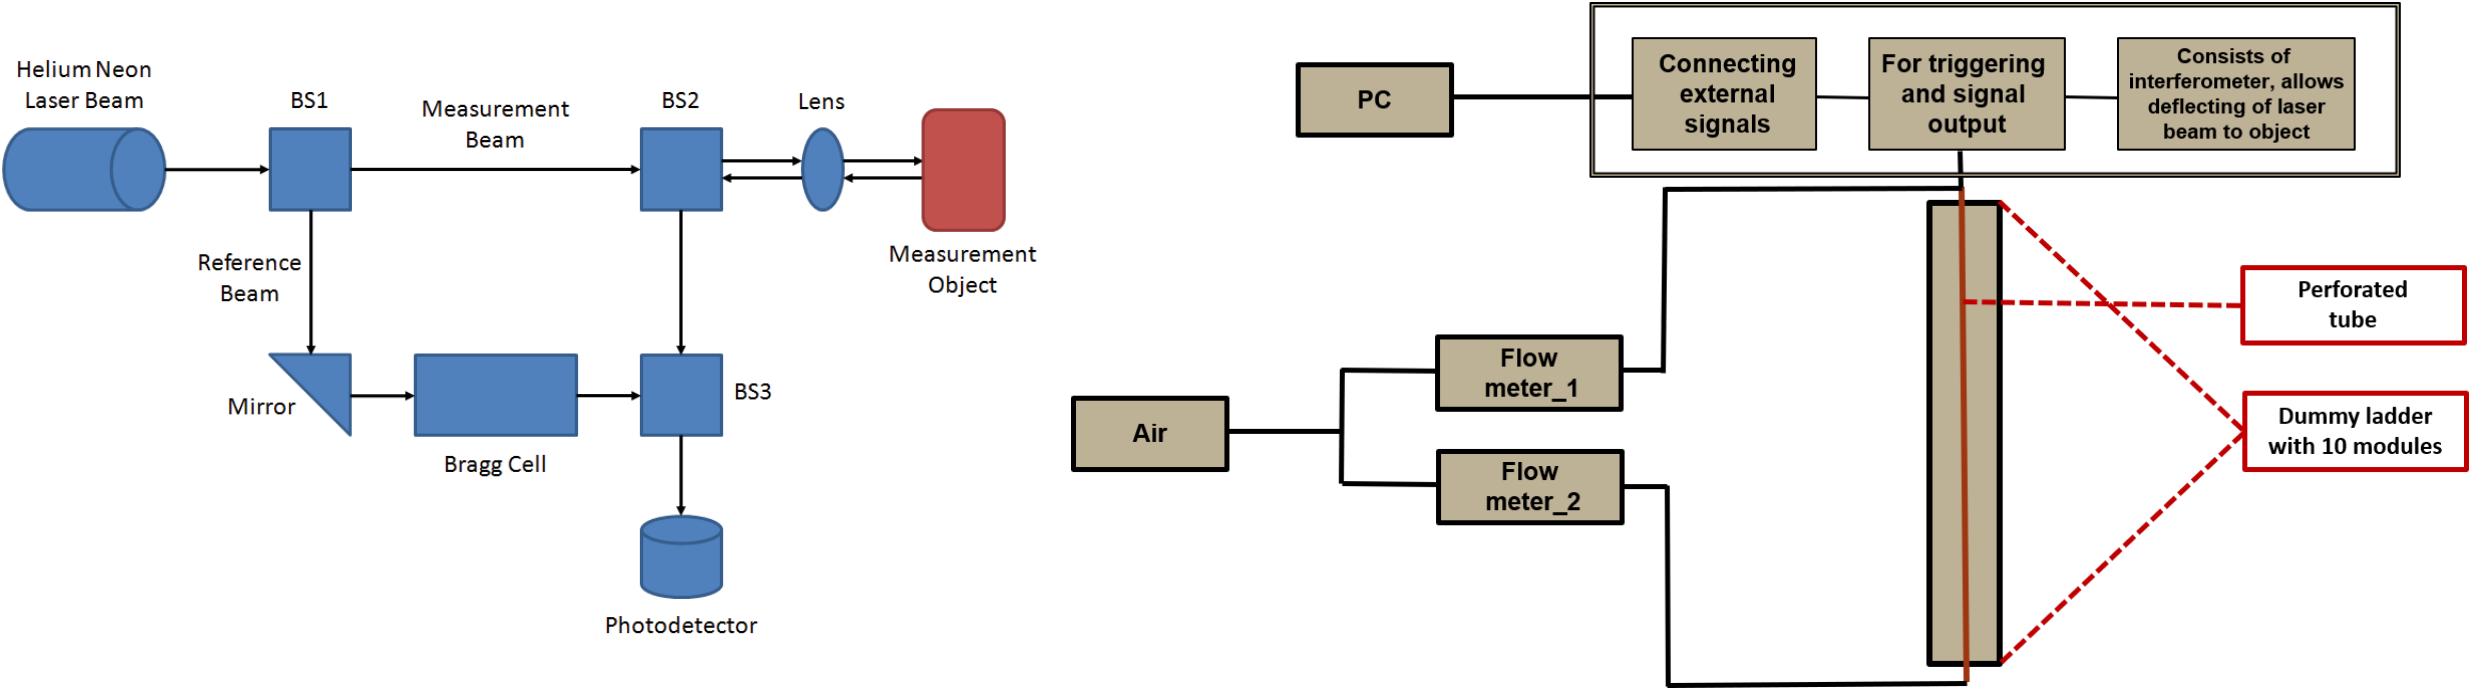 Helium Neon
Laser Beam
BS1
Measurement
Beam
BS2
Lens
Measurement
Object
Reference
Beam
Mirror
Bragg Cell
BS3
Photodetector
PC
Connecting
external
signals
For triggering
and signal
output
Consists of
interferometer, allows
deflecting of laser
beam to object
Perforated
tube
Flow
meter_1
Air
Flow
meter_2
Dummy ladder
with 10 modules